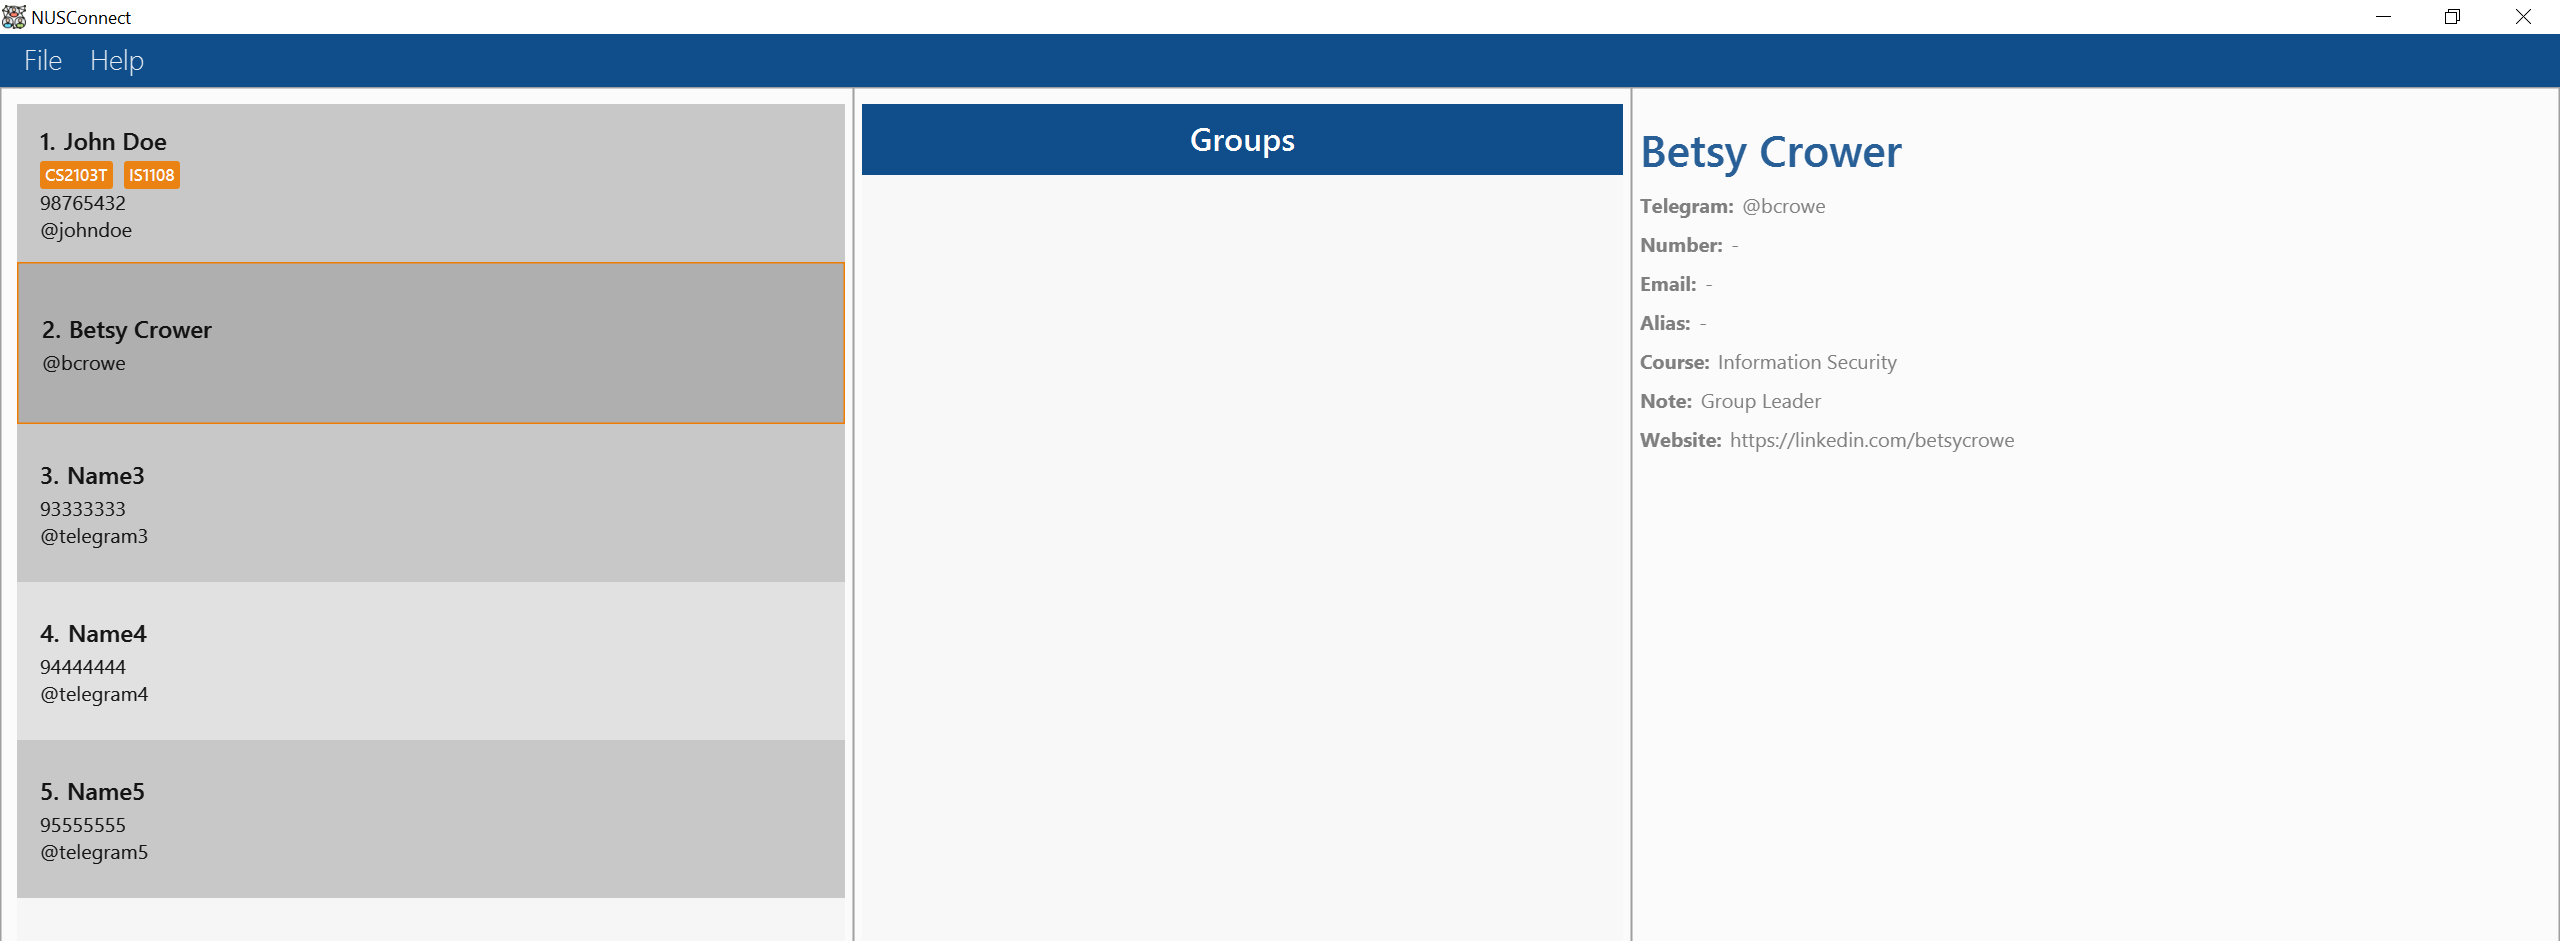 NUSConnect
File Help
1. John Doe
CS2103T IS1108
98765432
@johndoe
2. Betsy Crower
@bcrowe
3. Name3
93333333
@telegram3
4. Name4
94444444
@telegram4
5. Name5
95555555
@telegram5
Groups
Betsy Crower
Telegram: @bcrowe
Number: -
Email: -
Alias: -
Course: Information Security
Note: Group Leader
Website: https://linkedin.com/betsycrowe